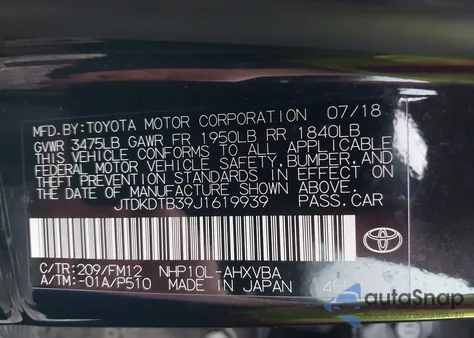 MFD.BY:TOYOTA MOTOR CORPORATION 07/18
GVWR 3475LB GAWR FR 1950LB RR 1840LB
THIS VEHICLE CONFORMS TO ALL APPLICABLE
FEDERAL MOTOR VEHICLE SAFETY, BUMPER, AND
THEFT PREVENTION STANDARDS IN EFFECT ON
THE DATE OF MANUFACTURE SHOWN ABOVE.
JTDKDTB39J1619939 PASS.CAR
C/TR:209/FM12 NHP10L-AHXVBA
A/TM:-01A/P510 MADE IN JAPAN
TOYOTA
autoSnap